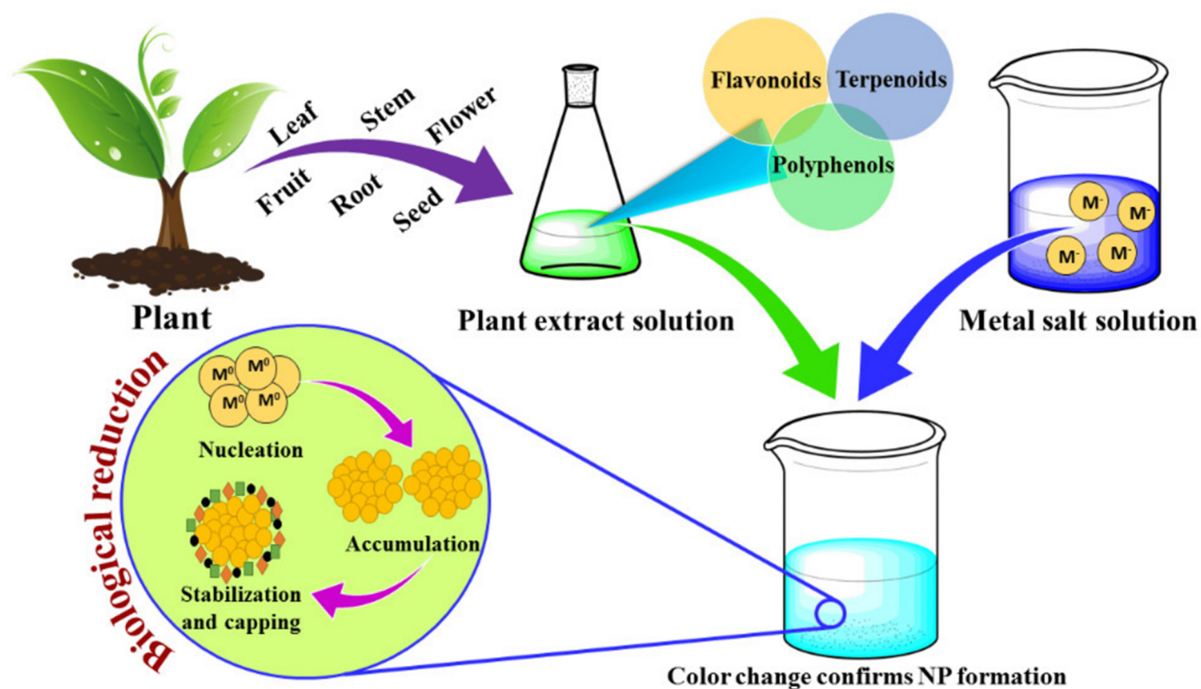 Leaf
Stem
Flower
Fruit
Root
Seed
Plant
Flavonoids
Terpenoids
Polyphenols
Plant extract solution
M-
M-
M-
M-
Metal salt solution
Biological reduction
M0
M0
M0
M0
Nucleation
Accumulation
Stabilization
and capping
Color change confirms NP formation